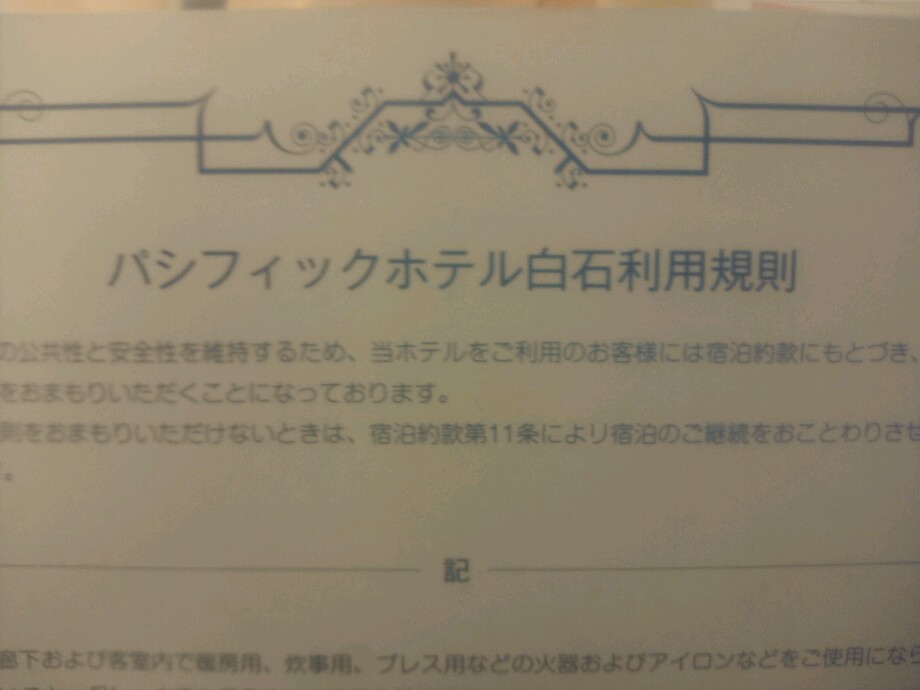 パシフィックホテル白石利用規則
の公共性と安全性を維持するため、当ホテルをご利用のお客様には宿泊約款にもとづき、
をおまもりいただくことになっております。
則をおまもりいただけないときは、宿泊約款第11条により宿泊のご継続をおことわりさせ
。
記
廊下および客室内で暖房用、炊事用、プレス用などの火器およびアイロンなどをご使用になら